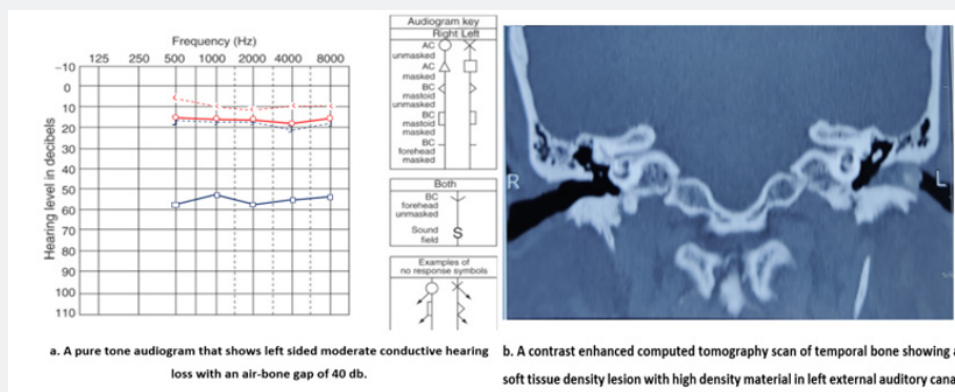 Frequency (Hz)
125 250 500 1000 2000 4000 8000
Hearing level in decibels
-10
0
10
20
30
40
50
60
70
80
90
100
110
Audiogram key
Right Left
AC
unmasked
AC
masked
BC
mastoid
unmasked
BC
mastoid
masked
BC
forehead
masked
Both
BC
forehead
unmasked
Sound
field
S
Examples of
no response symbols
R
L
a. A pure tone audiogram that shows left sided moderate conductive hearing
loss with an air-bone gap of 40 db.
b. A contrast enhanced computed tomography scan of temporal bone showing a
soft tissue density lesion with high density material in left external auditory cana